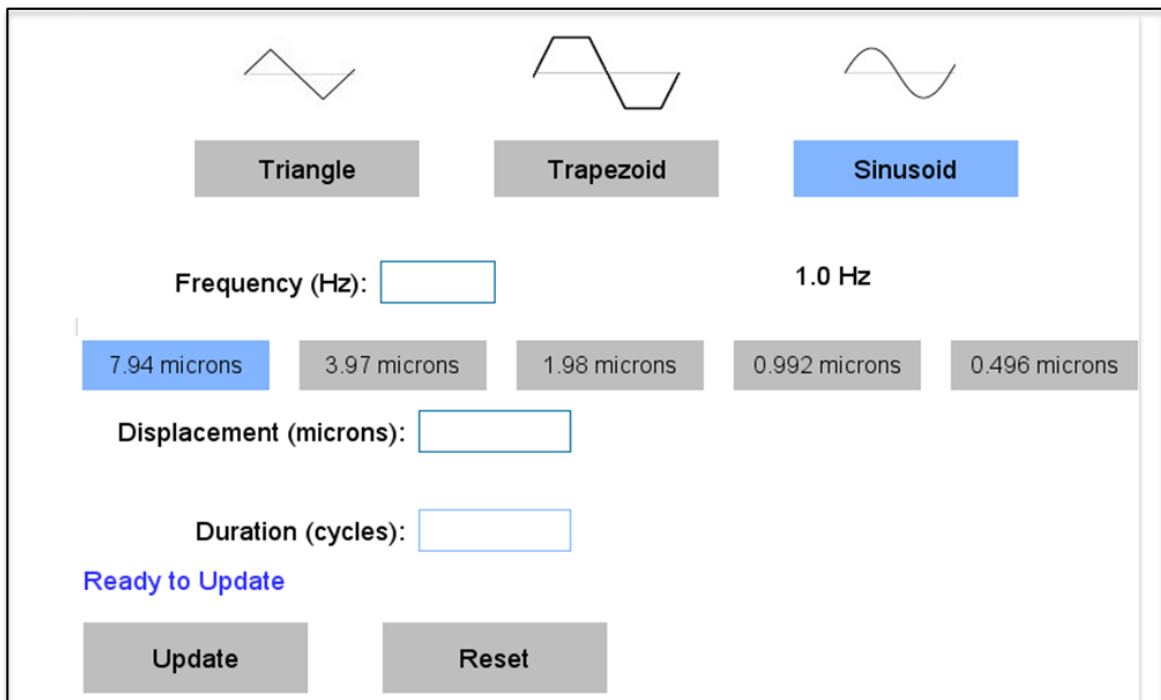 Triangle Trapezoid Sinusoid
Frequency (Hz): 1.0 Hz
7.94 microns 3.97 microns 1.98 microns 0.992 microns 0.496 microns
Displacement (microns):
Duration (cycles):
Ready to Update
Update Reset